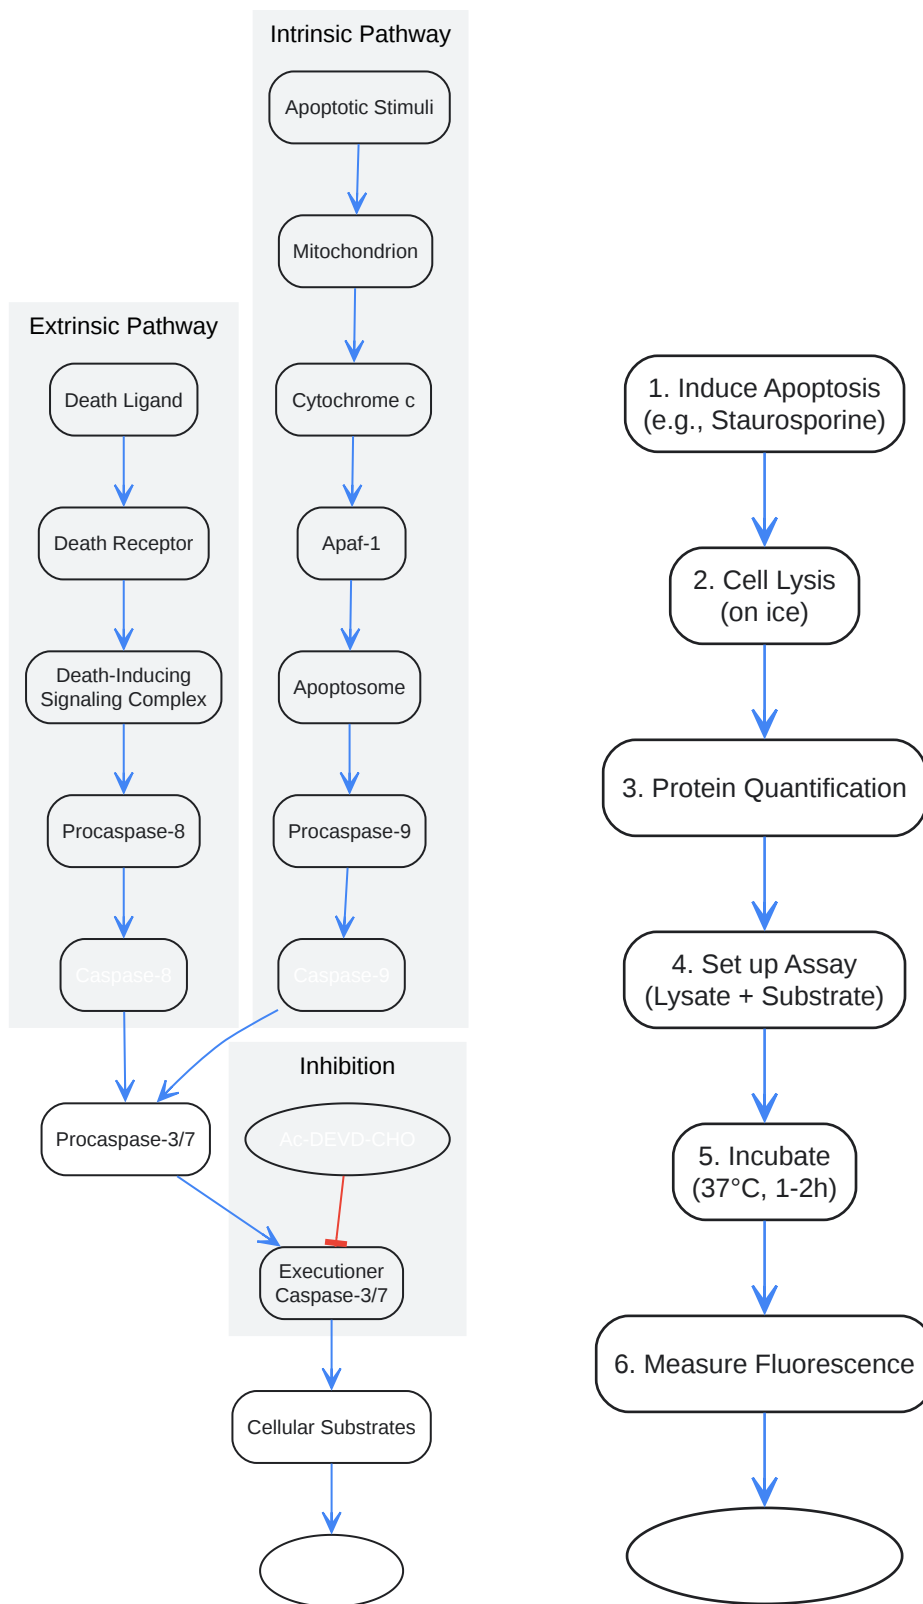 Intrinsic Pathway
Apoptotic Stimuli
Mitochondrion
Cytochrome c
Apaf-1
Apoptosome
Procaspase-9
Caspase-9
Extrinsic Pathway
Death Ligand
Death Receptor
Death-Inducing
Signaling Complex
Procaspase-8
Caspase-8
Procaspase-3/7
Inhibition
Ac-DEVD-CHO
Executioner
Caspase-3/7
Cellular Substrates
1. Induce Apoptosis
(e.g., Staurosporine)
2. Cell Lysis
(on ice)
3. Protein Quantification
4. Set up Assay
(Lysate + Substrate)
5. Incubate
(37°C, 1-2h)
6. Measure Fluorescence